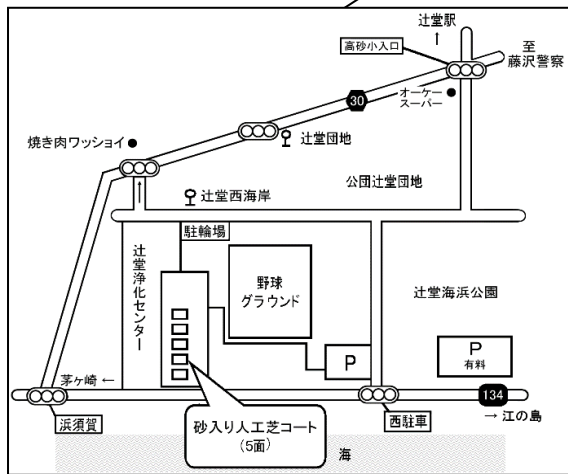 辻堂駅
↑
高砂小入口
至
藤沢警察
オーケー
スーパー
30
焼き肉ワッショイ
辻堂団地
公団辻堂団地
辻堂西海岸
↑
駐輪場
辻堂浄化センター
野球
グラウンド
辻堂海浜公園
P
P
有料
茅ヶ崎 ←
134
→ 江の島
浜須賀
西駐車
砂入り人工芝コート
(5面)
海